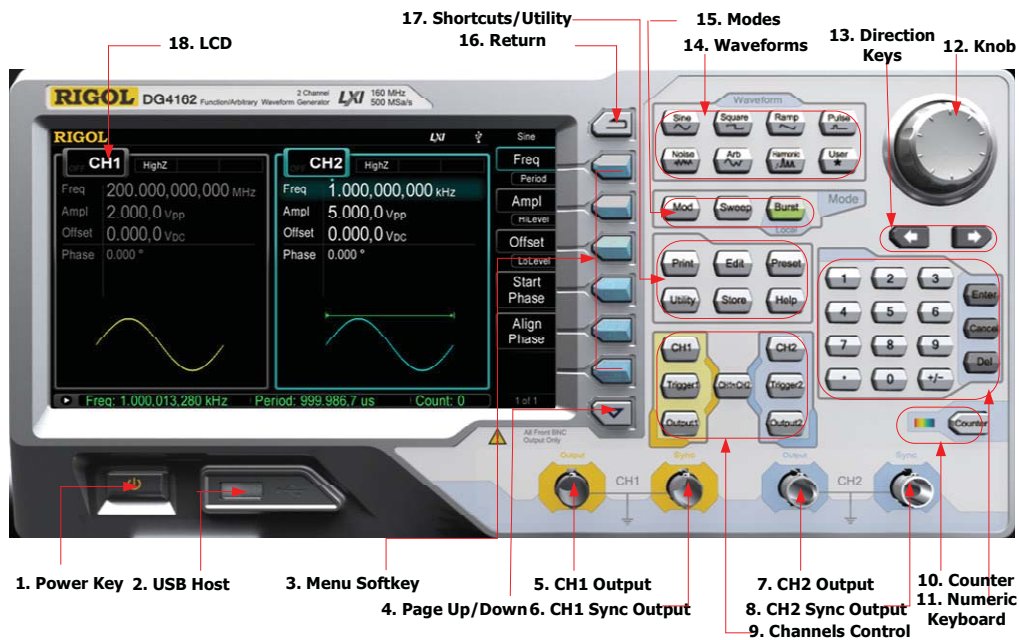 17. Shortcuts/Utility
15. Modes
18. LCD
16. Return
14. Waveforms
13. Direction Keys
12. Knob
RIGOL DG4162 Function/Arbitrary Waveform Generator 2 Channel LXI 160 MHz 500 MSa/s
RIGOL LXI Sine
OFF CH1 HighZ
Freq 200.000,000,000 MHz
Ampl 2.000,0 Vpp
Offset 0.000,0 VDC
Phase 0.000 °
OFF CH2 HighZ
Freq 1.000,000,000 kHz
Ampl 5.000,0 Vpp
Offset 0.000,0 VDC
Phase 0.000 °
Freq
Period
Ampl
HiLevel
Offset
LoLevel
Start
Phase
Align
Phase
1 of 1
Freq: 1.000,013,280 kHz Period: 999.986,7 us Count: 0
Waveform
Sine Square Ramp Pulse
Noise Arb Harmonic User
Mod Sweep Burst Mode
Local
Print Edit Preset
Utility Store Help
CH1 CH2
Trigger1 CH1⇌CH2 Trigger2
Output1 Output2
1 2 3 Enter
4 5 6 Cancel
7 8 9 Del
· 0 +/-
Counter
All Front BNC
Output Only
Output CH1 Sync Output CH2 Sync
1. Power Key
2. USB Host
3. Menu Softkey
4. Page Up/Down
5. CH1 Output
6. CH1 Sync Output
7. CH2 Output
8. CH2 Sync Output
9. Channels Control
10. Counter
11. Numeric Keyboard